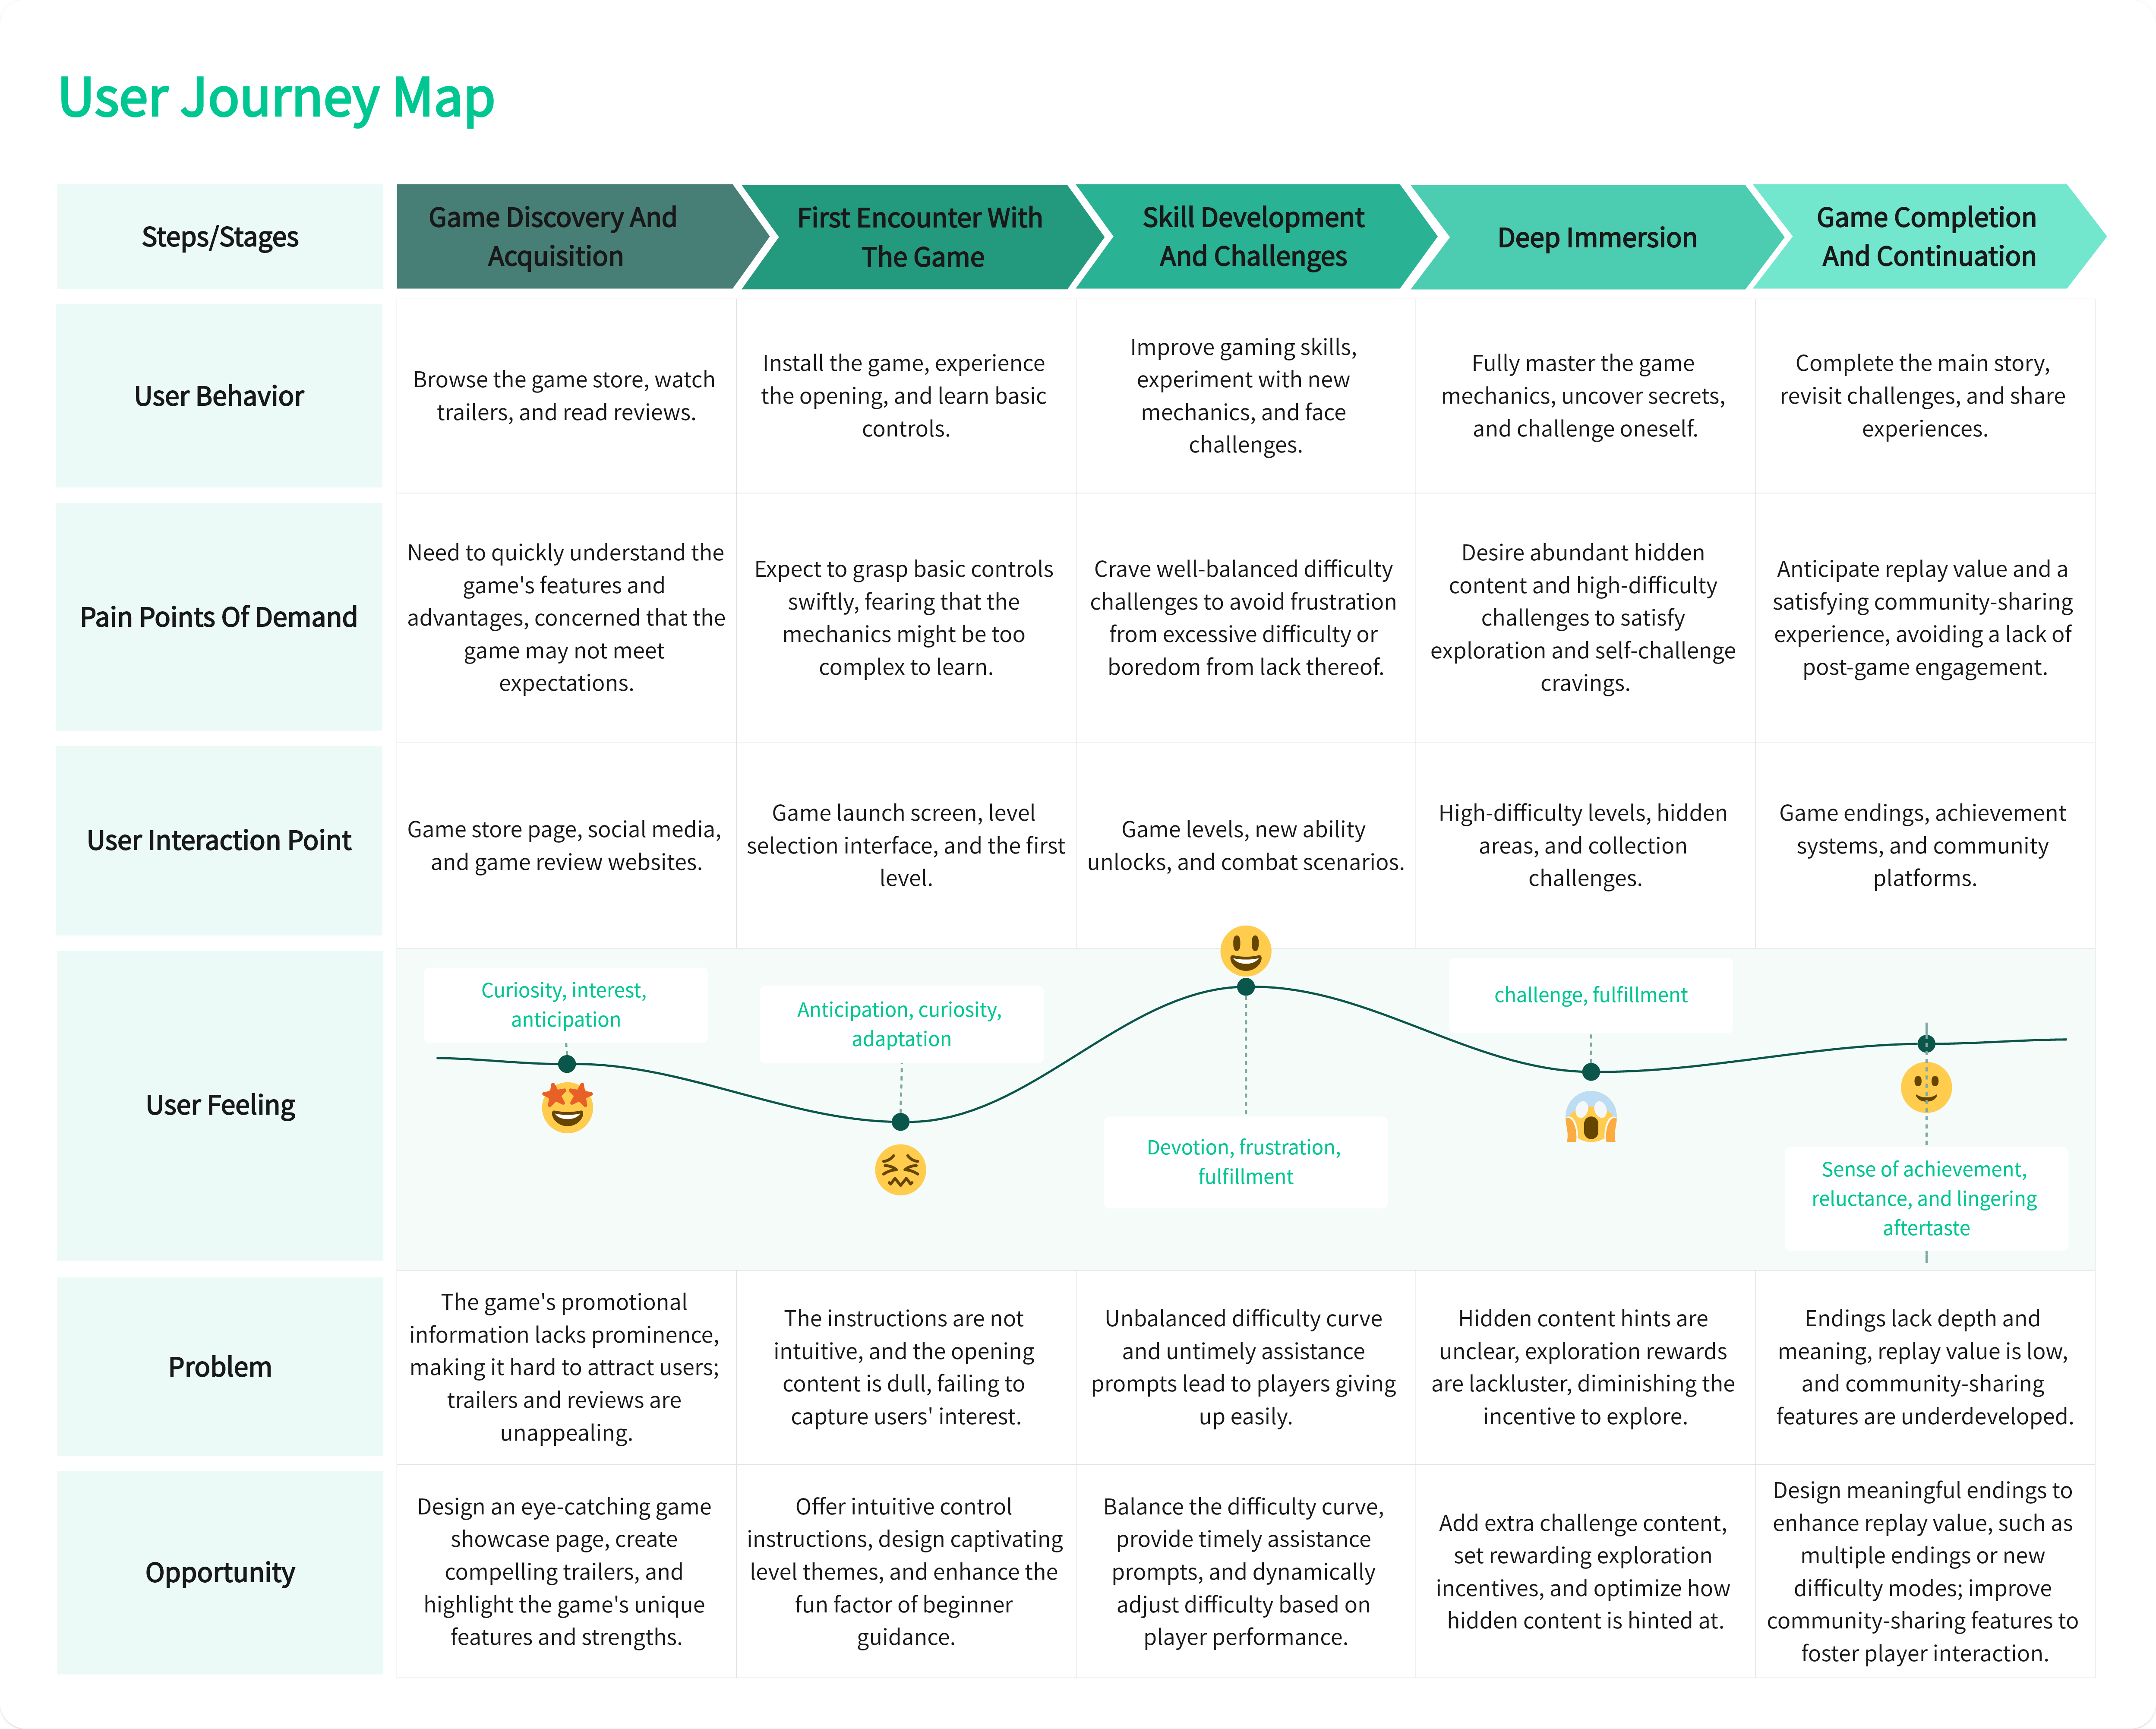 User Journey Map
Steps/Stages
Game Discovery And
Acquisition
First Encounter With
The Game
Skill Development
And Challenges
Deep Immersion
Game Completion
And Continuation
User Behavior
Browse the game store, watch
trailers, and read reviews.
Install the game, experience
the opening, and learn basic
controls.
Improve gaming skills,
experiment with new
mechanics, and face
challenges.
Fully master the game
mechanics, uncover secrets,
and challenge oneself.
Complete the main story,
revisit challenges, and share
experiences.
Pain Points Of Demand
Need to quickly understand the
game's features and
advantages, concerned that the
game may not meet
expectations.
Expect to grasp basic controls
swiftly, fearing that the
mechanics might be too
complex to learn.
Crave well-balanced difficulty
challenges to avoid frustration
from excessive difficulty or
boredom from lack thereof.
Desire abundant hidden
content and high-difficulty
challenges to satisfy
exploration and self-challenge
cravings.
Anticipate replay value and a
satisfying community-sharing
experience, avoiding a lack of
post-game engagement.
User Interaction Point
Game store page, social media,
and game review websites.
Game launch screen, level
selection interface, and the first
level.
Game levels, new ability
unlocks, and combat scenarios.
High-difficulty levels, hidden
areas, and collection
challenges.
Game endings, achievement
systems, and community
platforms.
User Feeling
Curiosity, interest,
anticipation
Anticipation, curiosity,
adaptation
Devotion, frustration,
fulfillment
challenge, fulfillment
Sense of achievement,
reluctance, and lingering
aftertaste
Problem
The game's promotional
information lacks prominence,
making it hard to attract users;
trailers and reviews are
unappealing.
The instructions are not
intuitive, and the opening
content is dull, failing to
capture users' interest.
Unbalanced difficulty curve
and untimely assistance
prompts lead to players giving
up easily.
Hidden content hints are
unclear, exploration rewards
are lackluster, diminishing the
incentive to explore.
Endings lack depth and
meaning, replay value is low,
and community-sharing
features are underdeveloped.
Opportunity
Design an eye-catching game
showcase page, create
compelling trailers, and
highlight the game's unique
features and strengths.
Offer intuitive control
instructions, design captivating
level themes, and enhance the
fun factor of beginner
guidance.
Balance the difficulty curve,
provide timely assistance
prompts, and dynamically
adjust difficulty based on
player performance.
Add extra challenge content,
set rewarding exploration
incentives, and optimize how
hidden content is hinted at.
Design meaningful endings to
enhance replay value, such as
multiple endings or new
difficulty modes; improve
community-sharing features to
foster player interaction.